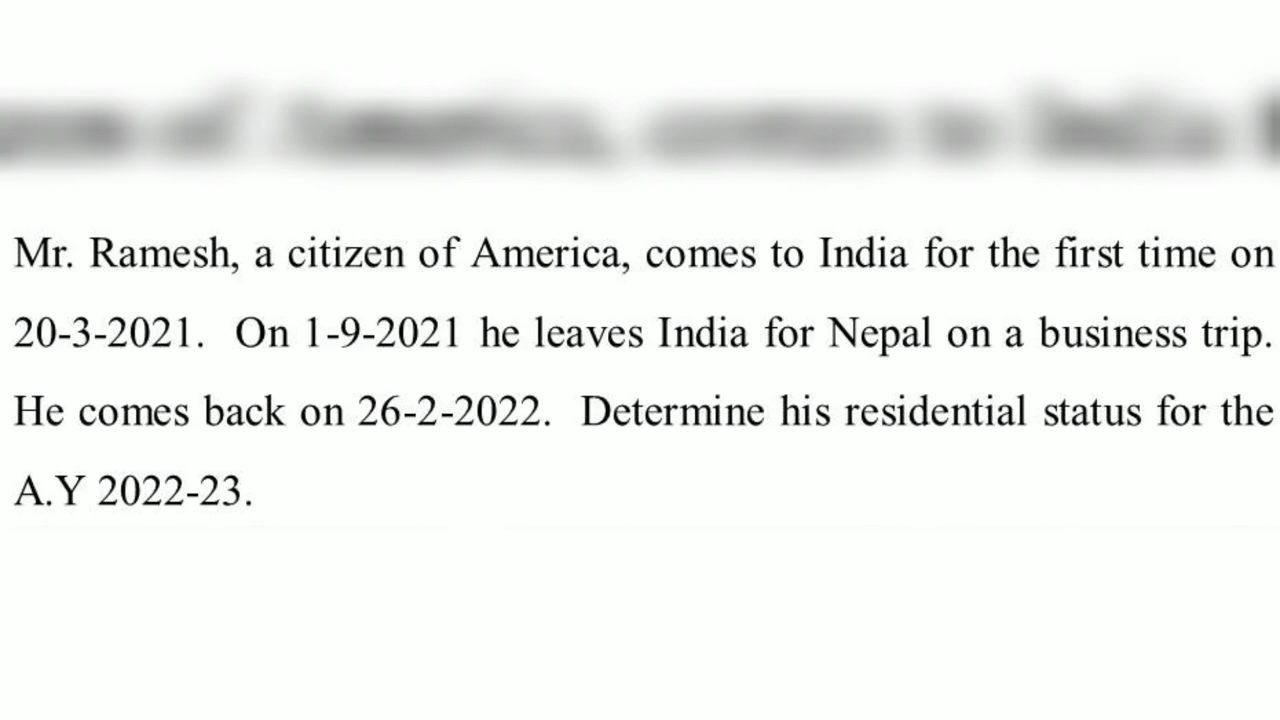 Mr. Ramesh, a citizen of America, comes to India for the first time on
20-3-2021. On 1-9-2021 he leaves India for Nepal on a business trip.
He comes back on 26-2-2022. Determine his residential status for the
A.Y 2022-23.